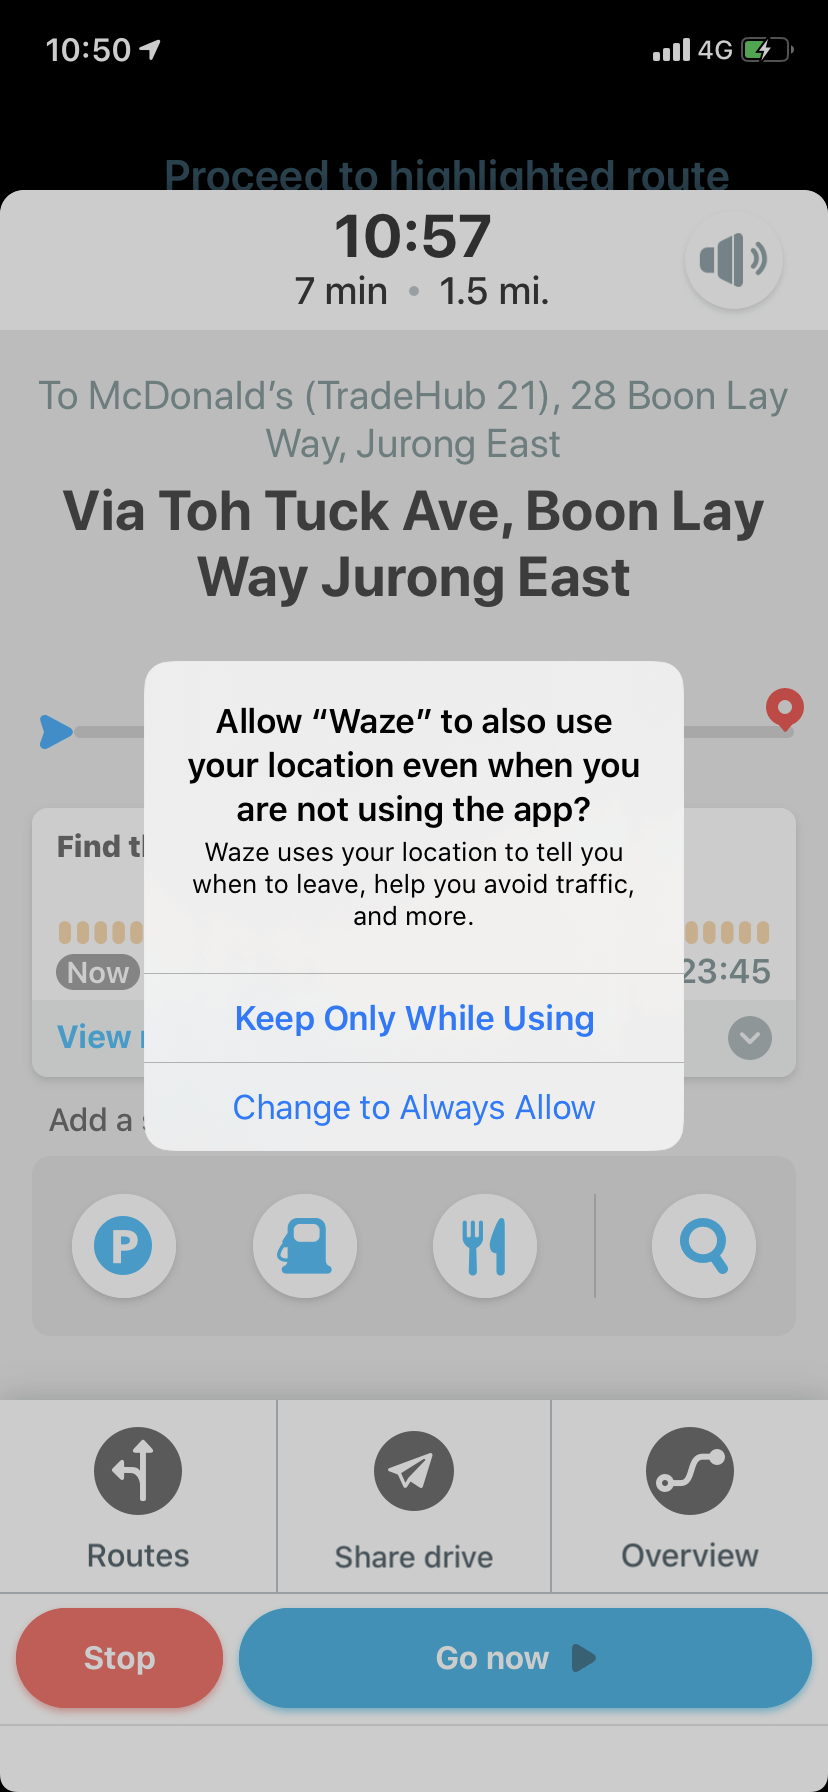 10:50
4G
Proceed to highlighted route
10:57
7 min • 1.5 mi.
To McDonald's (TradeHub 21), 28 Boon Lay
Way, Jurong East
Via Toh Tuck Ave, Boon Lay
Way Jurong East
Allow “Waze” to also use
your location even when you
are not using the app?
Waze uses your location to tell you
when to leave, help you avoid traffic,
and more.
Find
Now
23:45
Keep Only While Using
View
Change to Always Allow
Add a
P
Routes
Share drive
Overview
Stop
Go now